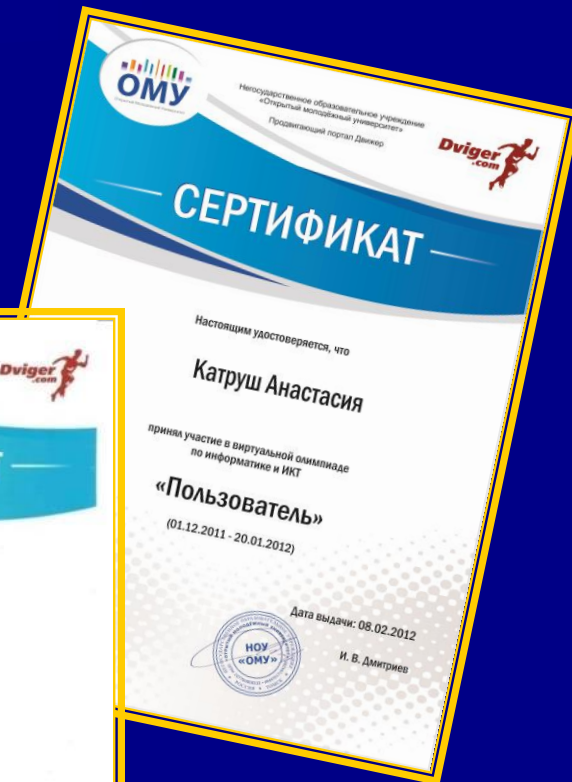 ОМУ
Негосударственное образовательное учреждение
«Открытый молодёжный университет»
Продвигающий портал Движер
Dviger
.com
СЕРТИФИКАТ
Настоящим удостоверяется, что
Катруш Анастасия
принял участие в виртуальной олимпиаде
по информатике и ИКТ
«Пользователь»
(01.12.2011 - 20.01.2012)
Дата выдачи: 08.02.2012
И. В. Дмитриев
НОУ
«ОМУ»
Dviger
.com